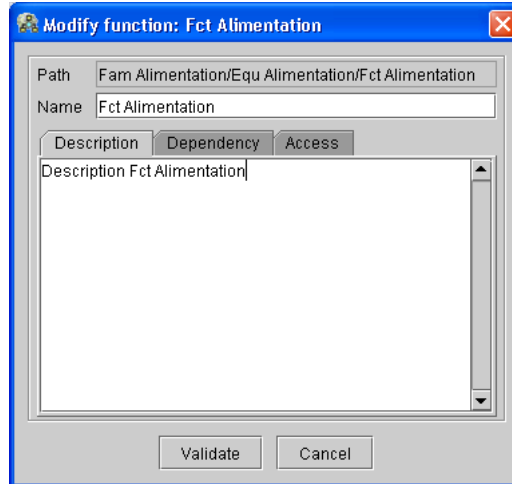 Modify function: Fct Alimentation
Path Fam Alimentation/Equ Alimentation/Fct Alimentation
Name Fct Alimentation
Description Dependency Access
Description Fct Alimentation
Validate Cancel